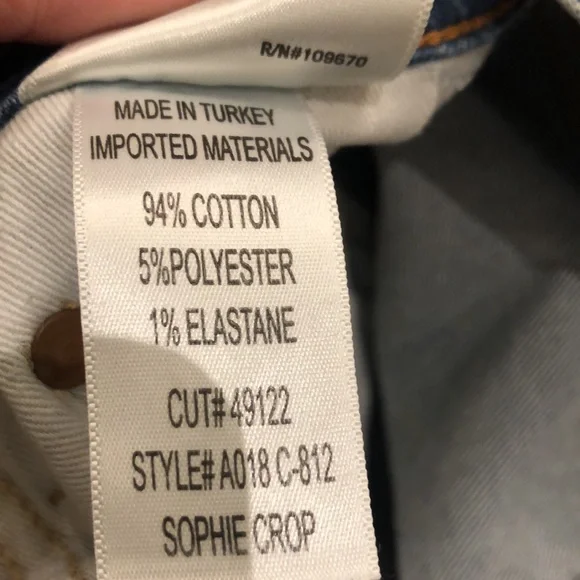 R/N#109670
MADE IN TURKEY
IMPORTED MATERIALS
94% COTTON
5%POLYESTER
1% ELASTANE
CUT# 49122
STYLE# A018 C-812
SOPHIE CROP